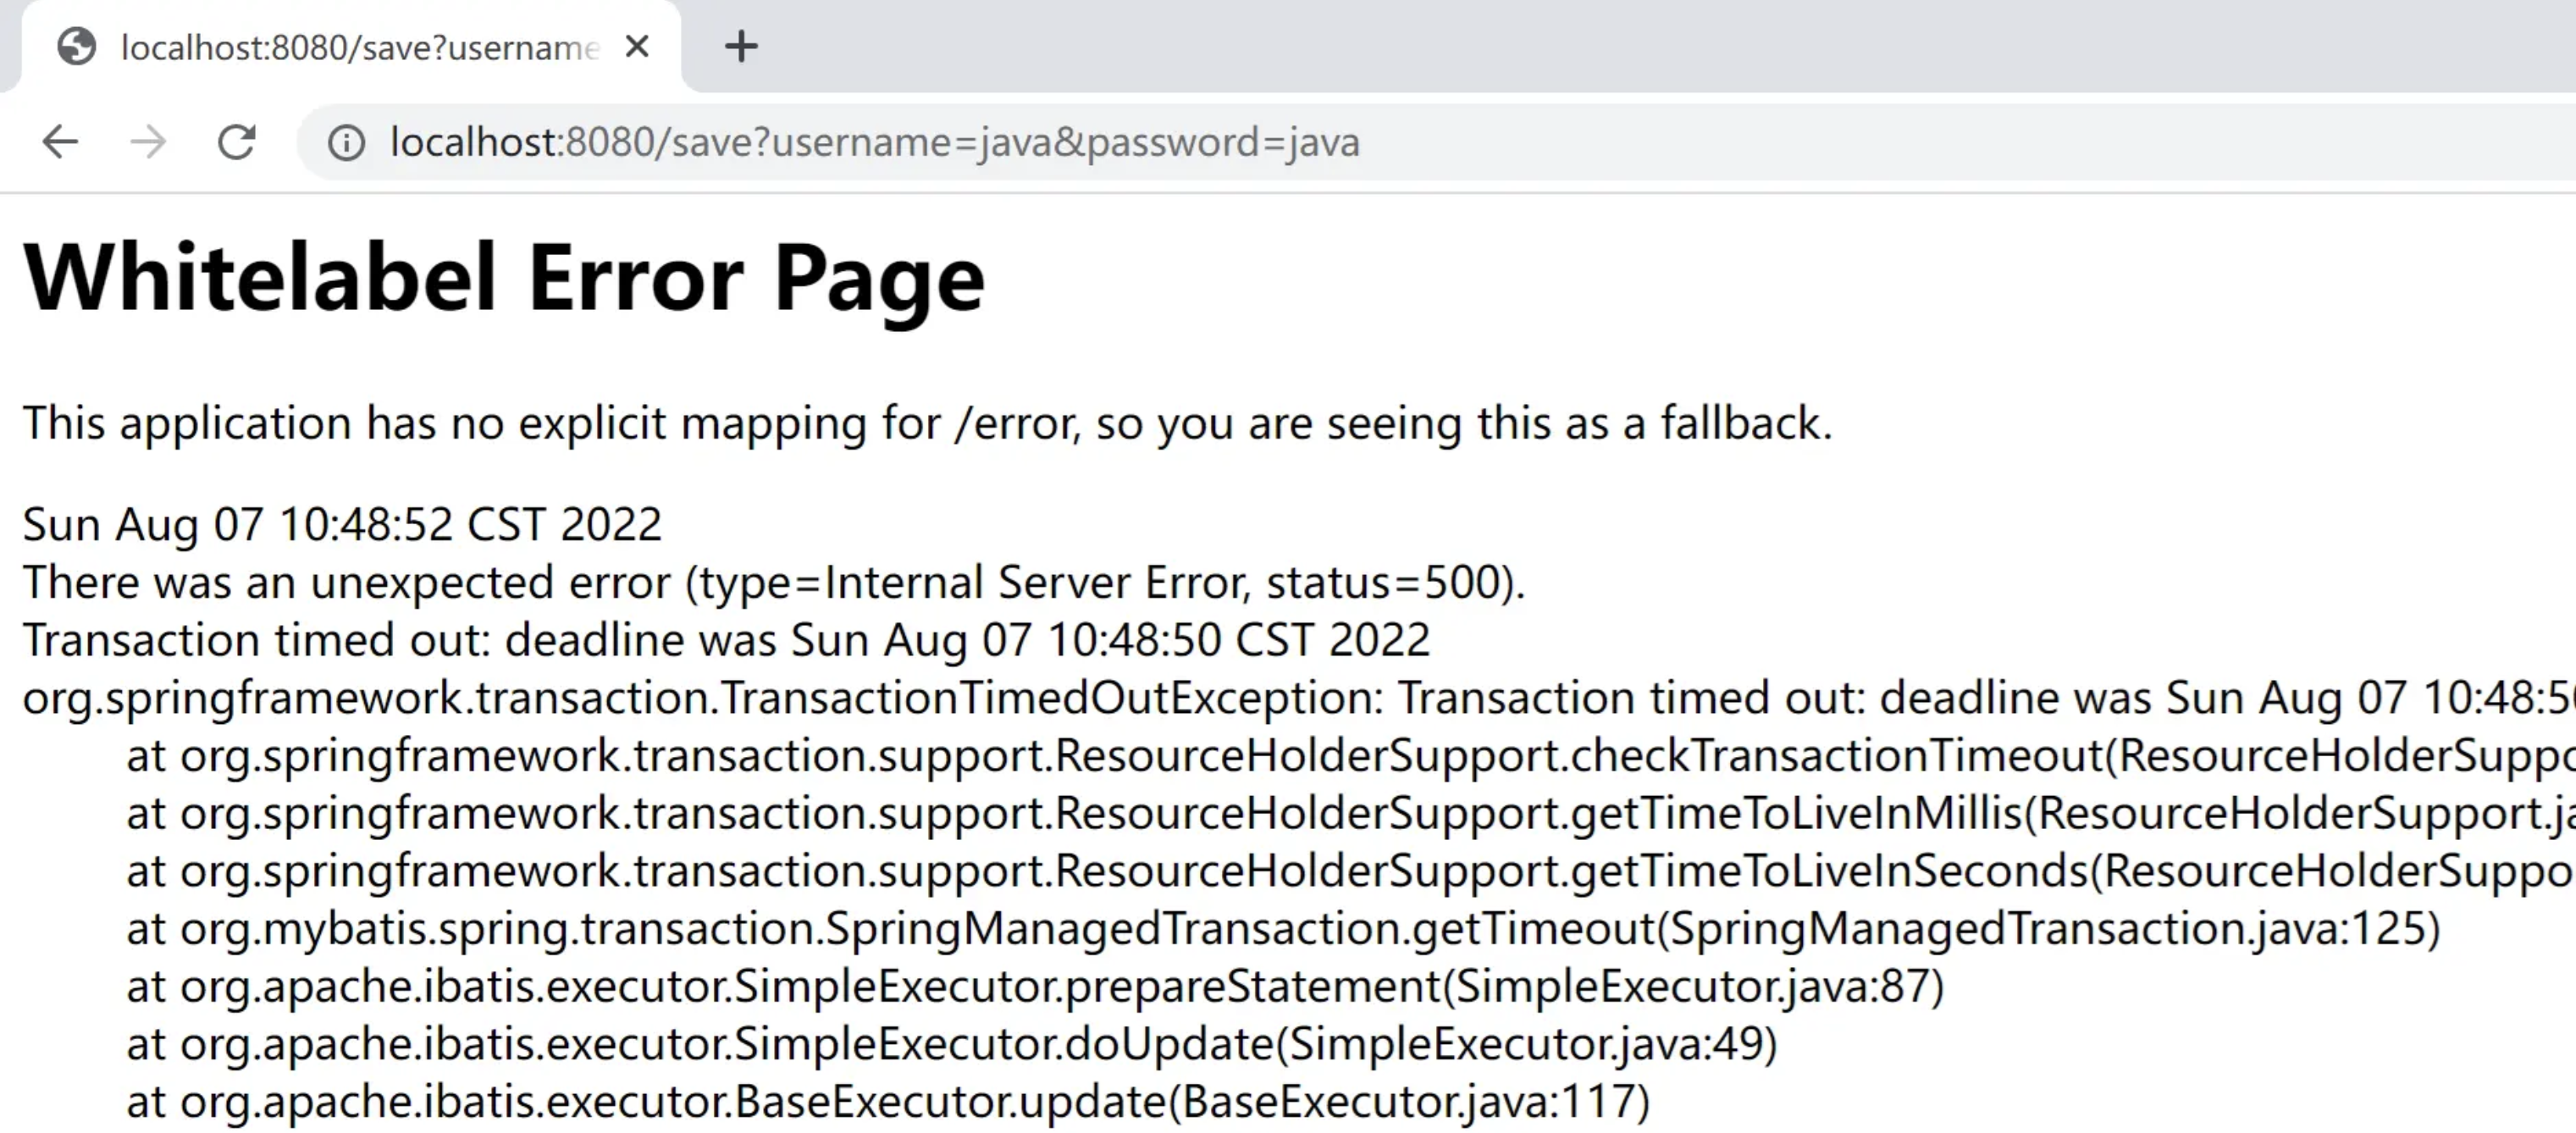 localhost:8080/save?username
localhost:8080/save?username=java&password=java
Whitelabel Error Page
This application has no explicit mapping for /error, so you are seeing this as a fallback.
Sun Aug 07 10:48:52 CST 2022
There was an unexpected error (type=Internal Server Error, status=500).
Transaction timed out: deadline was Sun Aug 07 10:48:50 CST 2022
org.springframework.transaction.TransactionTimedOutException: Transaction timed out: deadline was Sun Aug 07 10:48:50
at org.springframework.transaction.support.ResourceHolderSupport.checkTransactionTimeout(ResourceHolderSuppo
at org.springframework.transaction.support.ResourceHolderSupport.getTimeToLiveInMillis(ResourceHolderSupport.ja
at org.springframework.transaction.support.ResourceHolderSupport.getTimeToLiveInSeconds(ResourceHolderSuppo
at org.mybatis.spring.transaction.SpringManagedTransaction.getTimeout(SpringManagedTransaction.java:125)
at org.apache.ibatis.executor.SimpleExecutor.prepareStatement(SimpleExecutor.java:87)
at org.apache.ibatis.executor.SimpleExecutor.doUpdate(SimpleExecutor.java:49)
at org.apache.ibatis.executor.BaseExecutor.update(BaseExecutor.java:117)